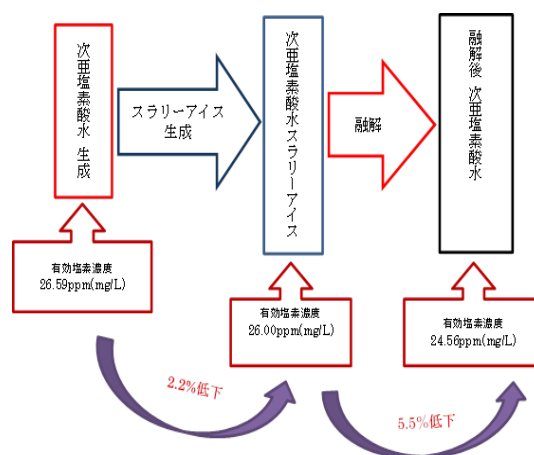 次亜塩素酸水 生成
スラリーアイス
生成
次亜塩素酸水スラリーアイス
融解
融解後 次亜塩素酸水
有効塩素濃度
26.59ppm(mg/L)
有効塩素濃度
26.00ppm(mg/L)
有効塩素濃度
24.56ppm(mg/L)
2.2%低下
5.5%低下